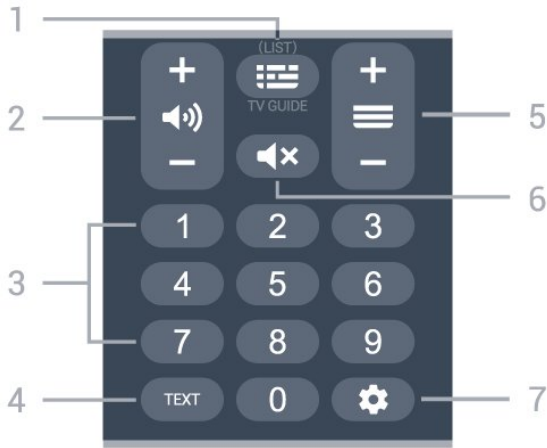 1
(LIST)
+ +
2 TV GUIDE 5
- -
6
1 2 3
3
4 5 6
7 8 9
4 TEXT 0 7